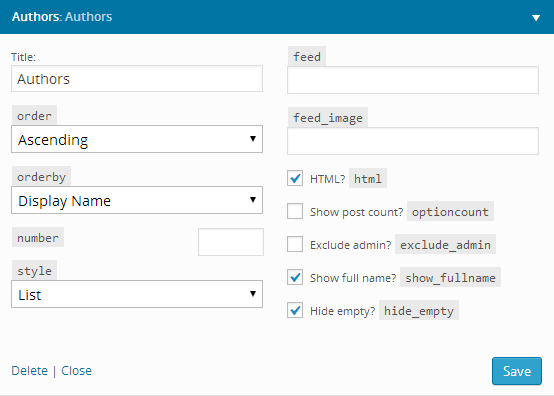 Authors: Authors
Title:
Authors
order
Ascending
orderby
Display Name
number
style
List
feed
feed_image
HTML? html
Show post count? optioncount
Exclude admin? exclude_admin
Show full name? show_fullname
Hide empty? hide_empty
Delete | Close
Save